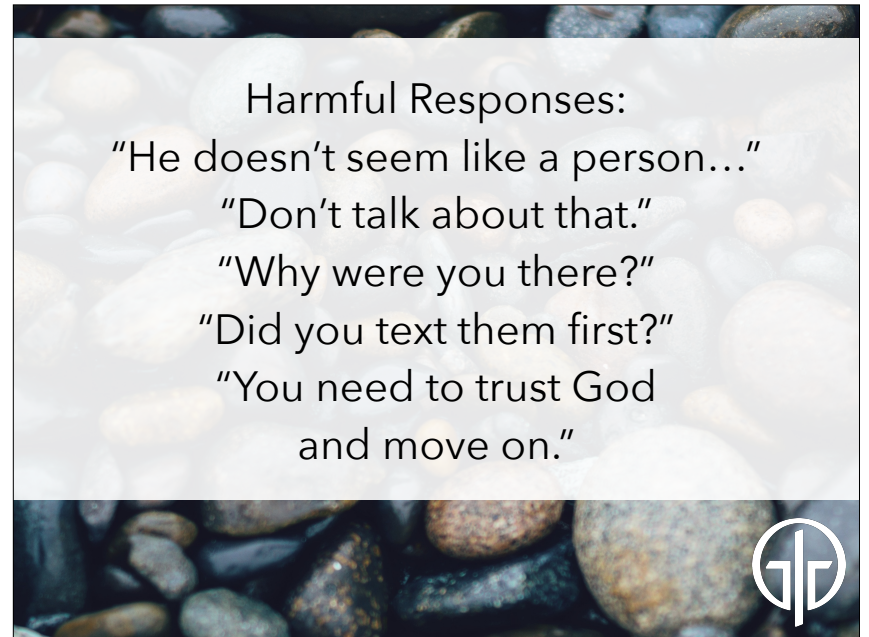 Harmful Responses:
“He doesn’t seem like a person…”
“Don’t talk about that.”
“Why were you there?”
“Did you text them first?”
“You need to trust God
and move on.”